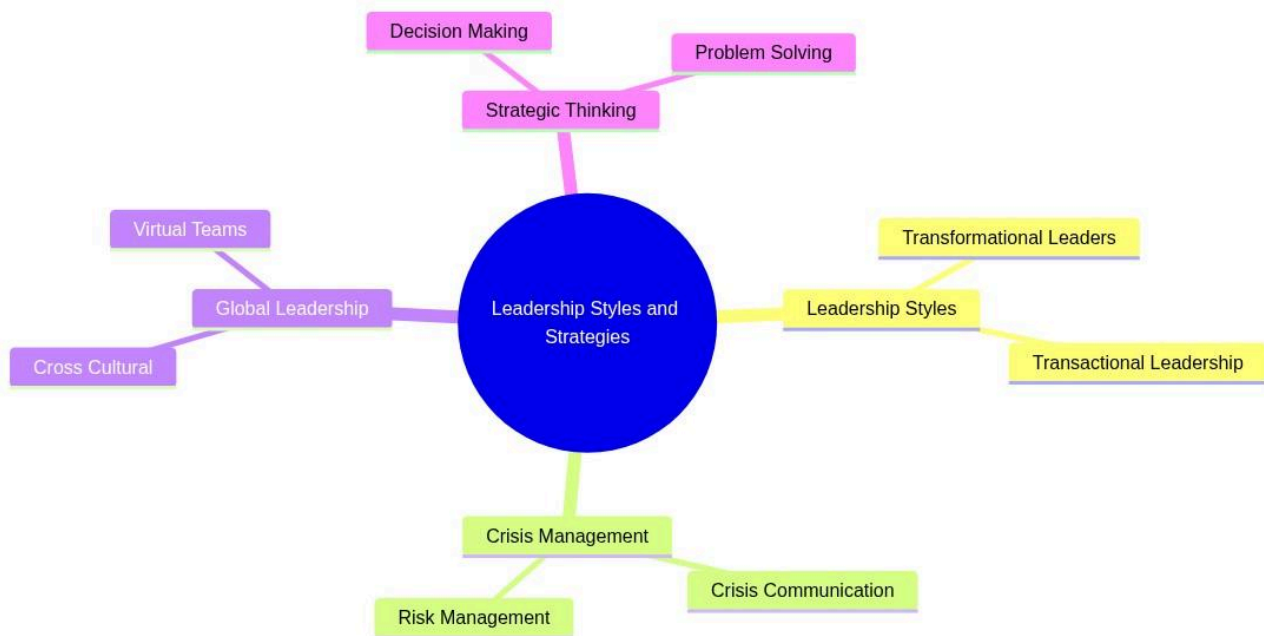 Decision Making
Problem Solving
Strategic Thinking
Virtual Teams
Transformational Leaders
Global Leadership
Leadership Styles and
Strategies
Leadership Styles
Cross Cultural
Transactional Leadership
Crisis Management
Crisis Communication
Risk Management